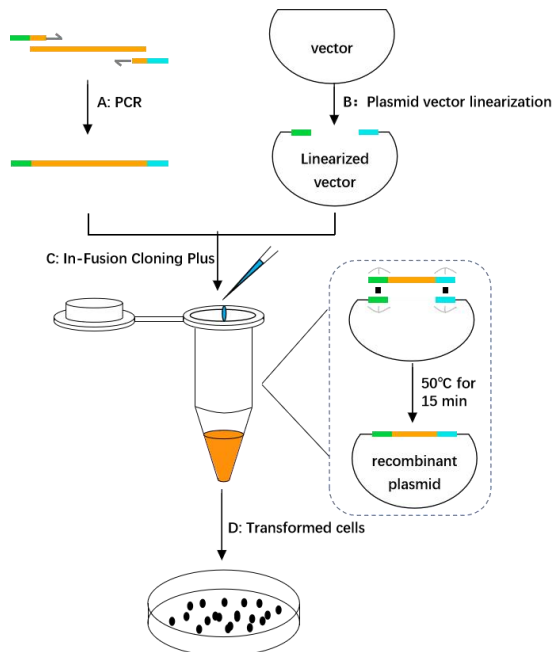 vector
A: PCR
B: Plasmid vector linearization
Linearized
vector
C: In-Fusion Cloning Plus
50℃ for
15 min
recombinant
plasmid
D: Transformed cells